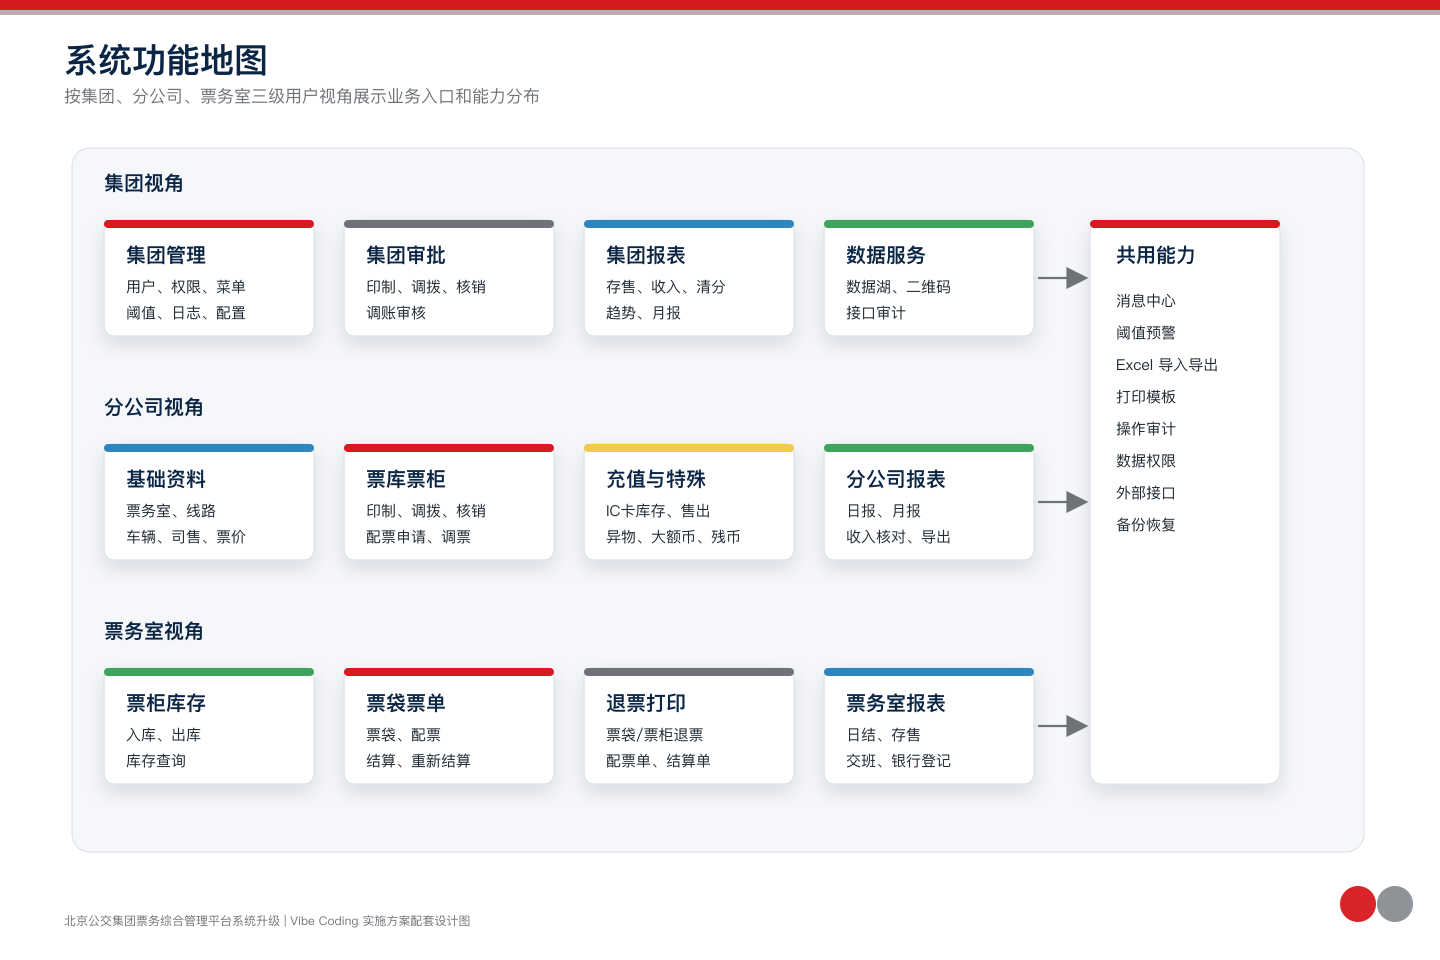 系统功能地图
按集团、分公司、票务室三级用户视角展示业务入口和能力分布
集团视角
集团管理
用户、权限、菜单
阈值、日志、配置
集团审批
印制、调拨、核销
调账审核
集团报表
存售、收入、清分
趋势、月报
数据服务
数据湖、二维码
接口审计
共用能力
消息中心
阈值预警
Excel 导入导出
打印模板
操作审计
数据权限
外部接口
备份恢复
分公司视角
基础资料
票务室、线路
车辆、司售、票价
票库票柜
印制、调拨、核销
配票申请、调票
充值与特殊
IC卡库存、售出
异物、大额币、残币
分公司报表
日报、月报
收入核对、导出
票务室视角
票柜库存
入库、出库
库存查询
票袋票单
票袋、配票
结算、重新结算
退票打印
票袋/票柜退票
配票单、结算单
票务室报表
日结、存售
交班、银行登记
北京公交集团票务综合管理平台系统升级 | Vibe Coding 实施方案配套设计图